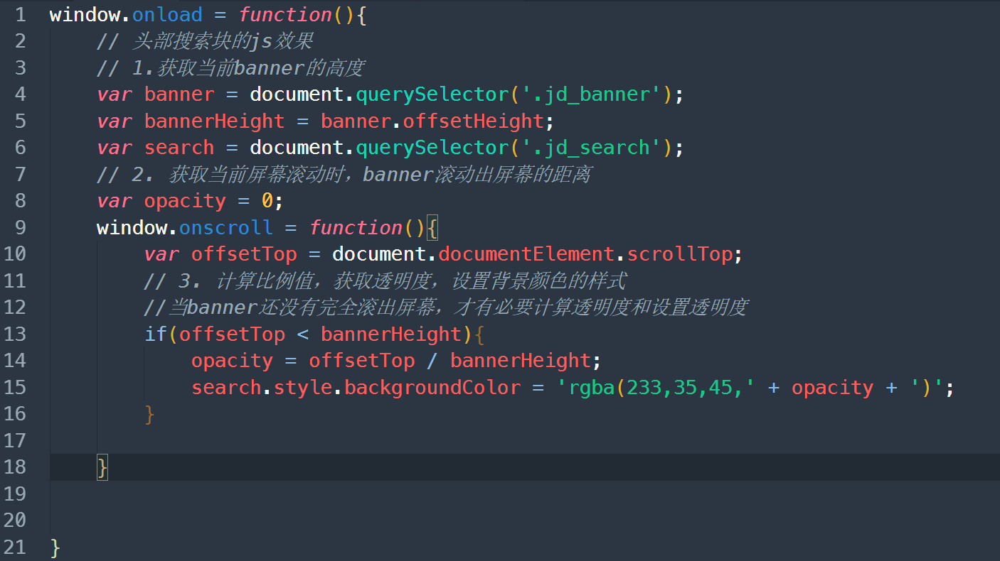 1 window.onload = function(){
2 // 头部搜索块的js效果
3 // 1.获取当前banner的高度
4 var banner = document.querySelector('.jd_banner');
5 var bannerHeight = banner.offsetHeight;
6 var search = document.querySelector('.jd_search');
7 // 2. 获取当前屏幕滚动时，banner滚动出屏幕的距离
8 var opacity = 0;
9 window.onscroll = function(){
10 var offsetTop = document.documentElement.scrollTop;
11 // 3. 计算比例值，获取透明度，设置背景颜色的样式
12 //当banner还没有完全滚出屏幕，才有必要计算透明度和设置透明度
13 if(offsetTop < bannerHeight){
14 opacity = offsetTop / bannerHeight;
15 search.style.backgroundColor = 'rgba(233,35,45,' + opacity + ')';
16 }
17
18 }
19
20
21 }